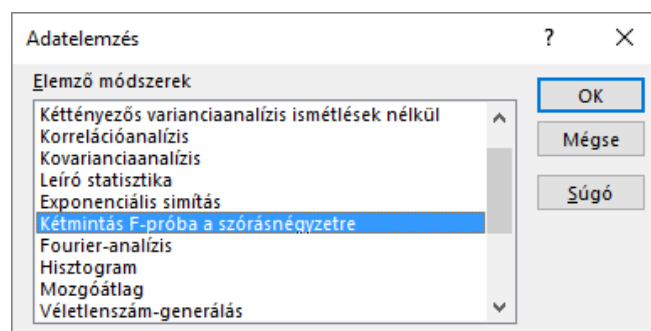 Adatelemzés ?
Elemző módszerek
Kéttényezős varianciaanalízis ismétlések nélkül
Korrelációanalízis
Kovarianciaanalízis
Leíró statisztika
Exponenciális simítás
Kétmintás F-próba a szórásnégyzetre
Fourier-analízis
Hisztogram
Mozgóátlag
Véletlenszám-generálás
OK
Mégse
Súgó